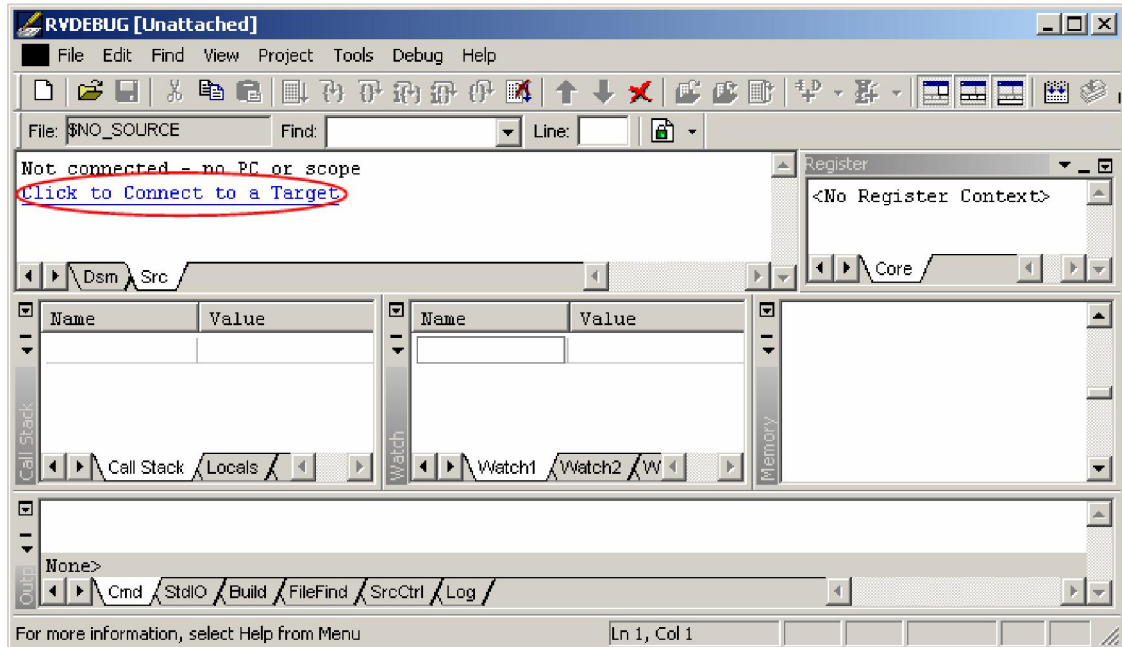 RVDEBUG [Unattached]
File Edit Find View Project Tools Debug Help
File: $NO_SOURCE Find: Line:
Not connected - no PC or scope
Click to Connect to a Target
Dsm Src
Register
<No Register Context>
Core
Call Stack
Name Value
Call Stack Locals
Watch
Name Value
Watch1 Watch2 W
Memory
Outp
None>
Cmd StdIO Build FileFind SrcCtrl Log
For more information, select Help from Menu
Ln 1, Col 1